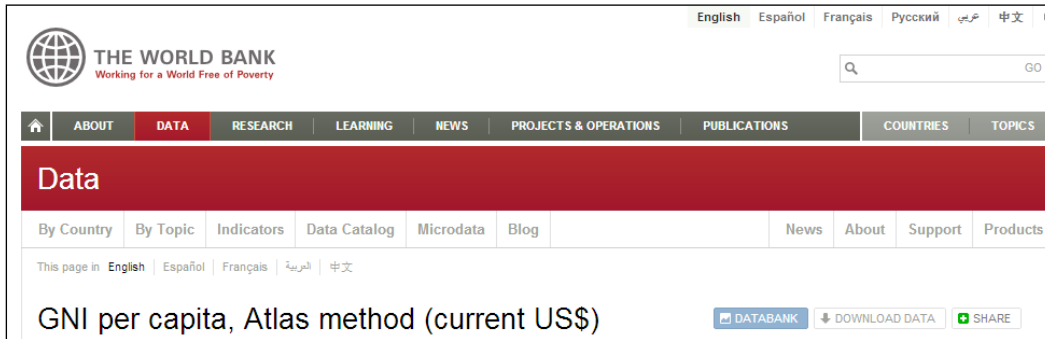 English Español Français Русский عربي 中文
THE WORLD BANK
Working for a World Free of Poverty
GO
ABOUT DATA RESEARCH LEARNING NEWS PROJECTS & OPERATIONS PUBLICATIONS COUNTRIES TOPICS
Data
By Country By Topic Indicators Data Catalog Microdata Blog News About Support Products
This page in English Español Français العربية 中文
GNI per capita, Atlas method (current US$) DATABANK DOWNLOAD DATA SHARE